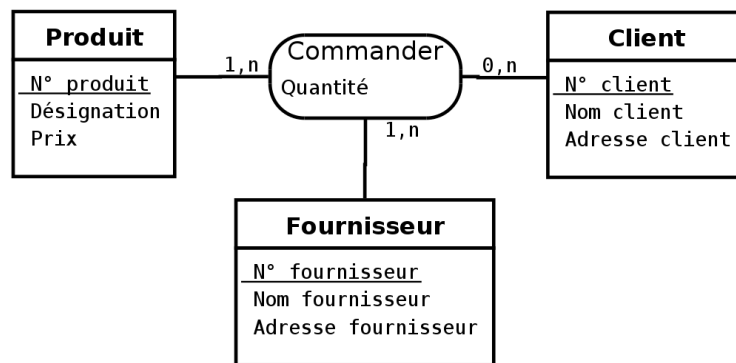 Produit
N° produit
Désignation
Prix
1,n
Commander
Quantité
0,n
1,n
Client
N° client
Nom client
Adresse client
Fournisseur
N° fournisseur
Nom fournisseur
Adresse fournisseur